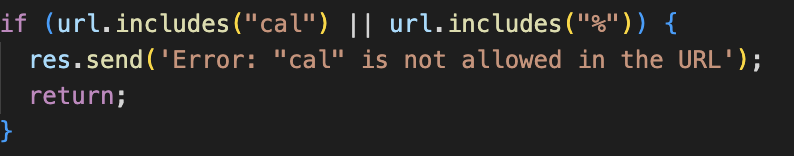 if (url.includes("cal") || url.includes("%")) {
res.send('Error: "cal" is not allowed in the URL');
return;
}